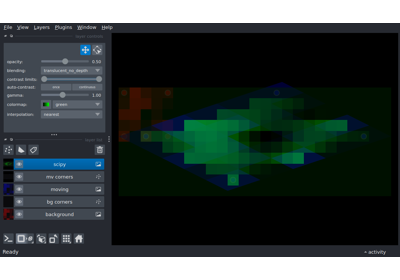 File View Layers Plugins Window Help
opacity: 0.50
blending: translucent_no_depth
contrast limits:
auto-contrast: once continuous
gamma: 1.00
colormap: green
interpolation: nearest
scipy
mv corners
moving
bg corners
background
Ready activity